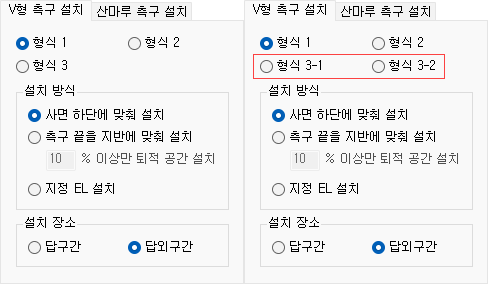 V형 측구 설치 산마루 측구 설치
형식 1 형식 2
형식 3
설치 방식
사면 하단에 맞춰 설치
측구 끝을 지반에 맞춰 설치
10 % 이상만 퇴적 공간 설치
지정 EL 설치
설치 장소
답구간 답외구간
V형 측구 설치 산마루 측구 설치
형식 1 형식 2
형식 3-1 형식 3-2
설치 방식
사면 하단에 맞춰 설치
측구 끝을 지반에 맞춰 설치
10 % 이상만 퇴적 공간 설치
지정 EL 설치
설치 장소
답구간 답외구간